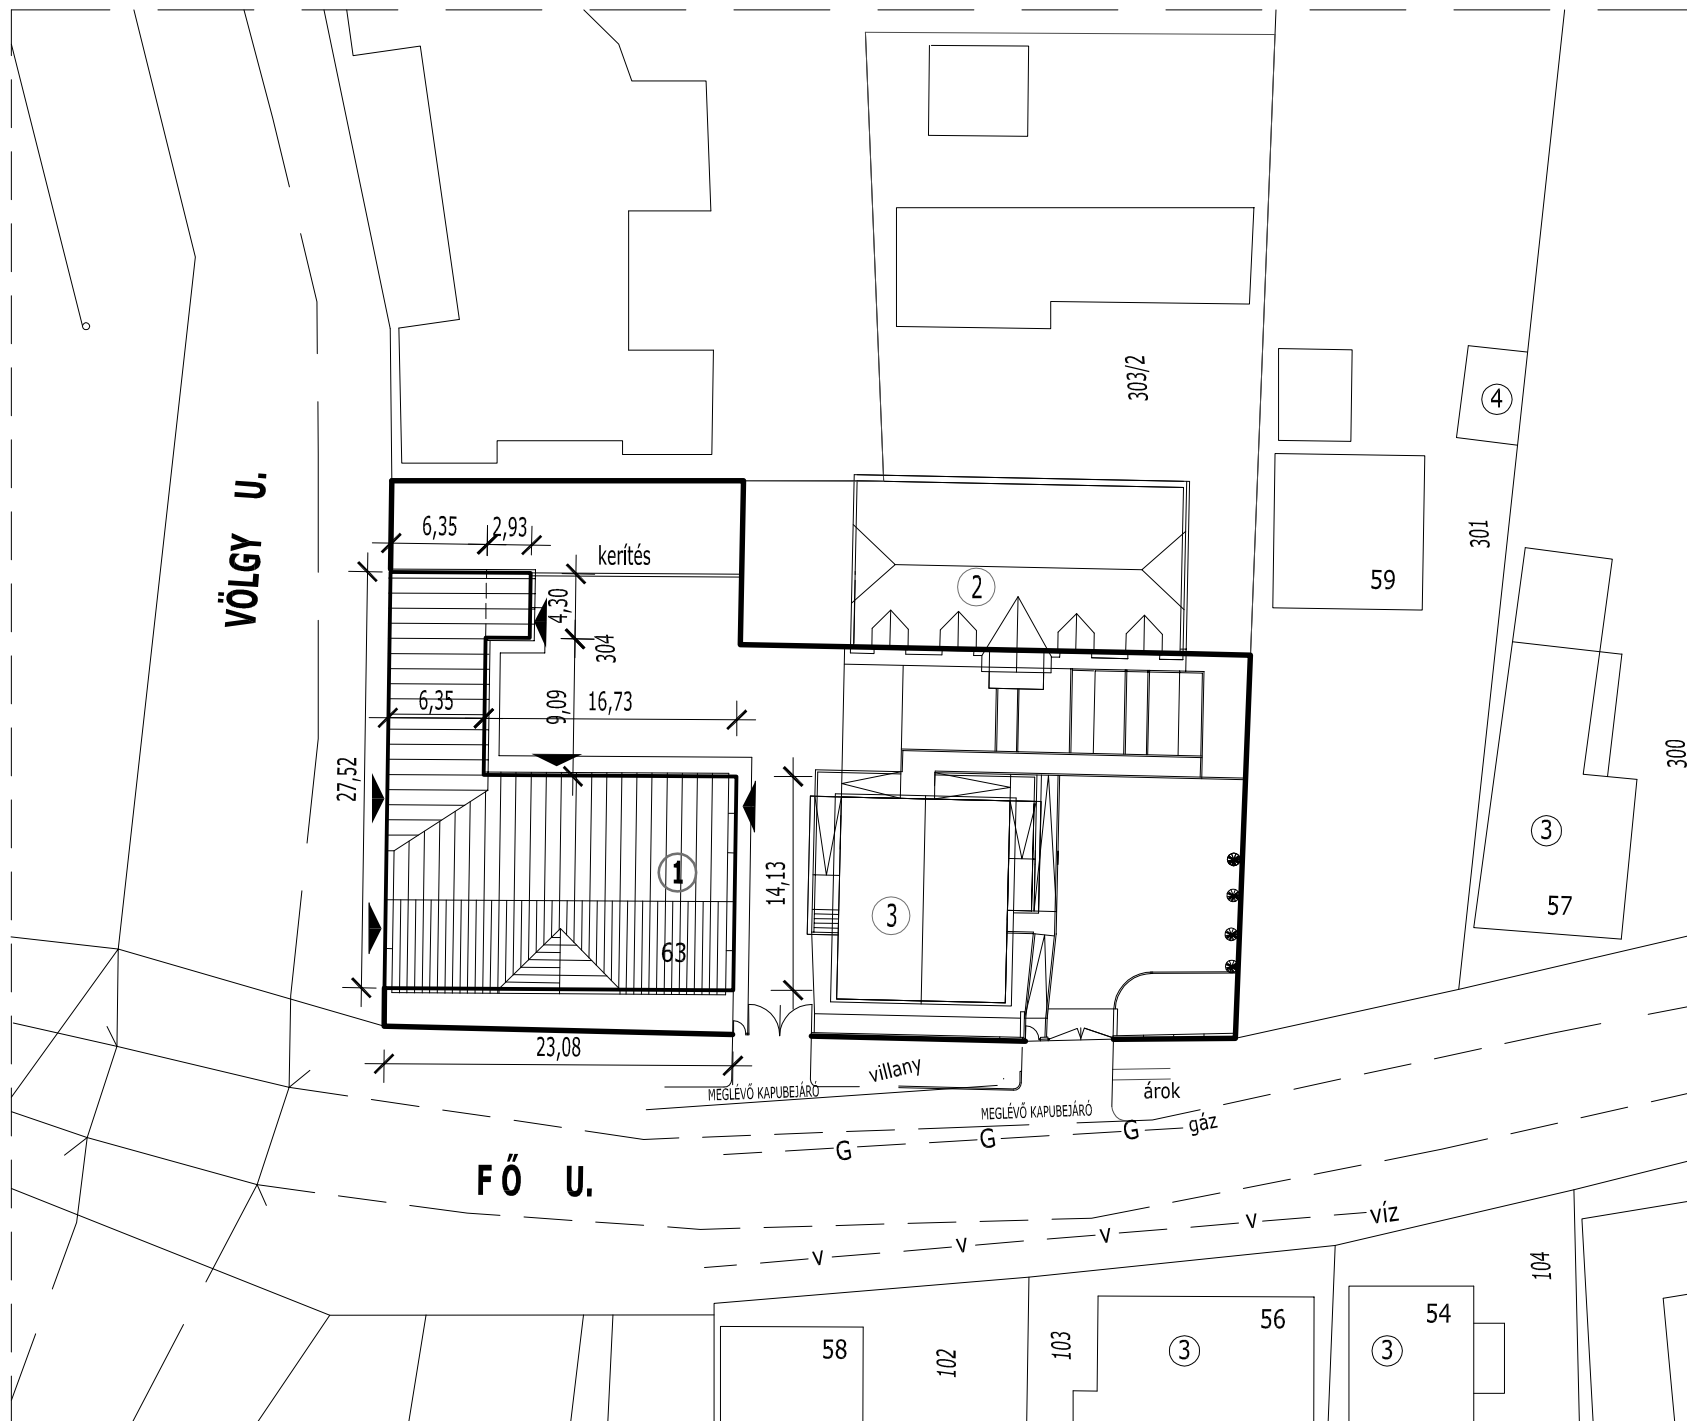 303/2
4
VÖLGY U.
6,35
2,93
kerítés
301
59
2
4,30
304
6,35
9,09
16,73
300
27,52
3
1
14,13
3
57
63
23,08
villany
MEGLÉVŐ KAPUBEJÁRÓ
árok
MEGLÉVŐ KAPUBEJÁRÓ
G
G
G
gáz
FŐ U.
v
v
v
v
víz
104
58
102
103
3
56
3
54